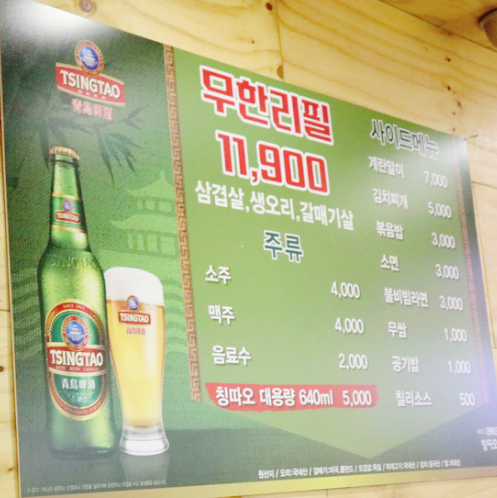 TSINGTAO
青島啤酒
무한리필
11,900
삼겹살,생오리,갈매기살
주류
소주 4,000
맥주 4,000
음료수 2,000
칭따오 대용량 640ml 5,000
사이드메뉴
계란말이 7,000
김치찌개 5,000
볶음밥 3,000
소면 3,000
불비빔라면 3,000
무쌈 1,000
공기밥 1,000
칠리소스 500
TSINGTAO
青島啤酒
TSINGTAO